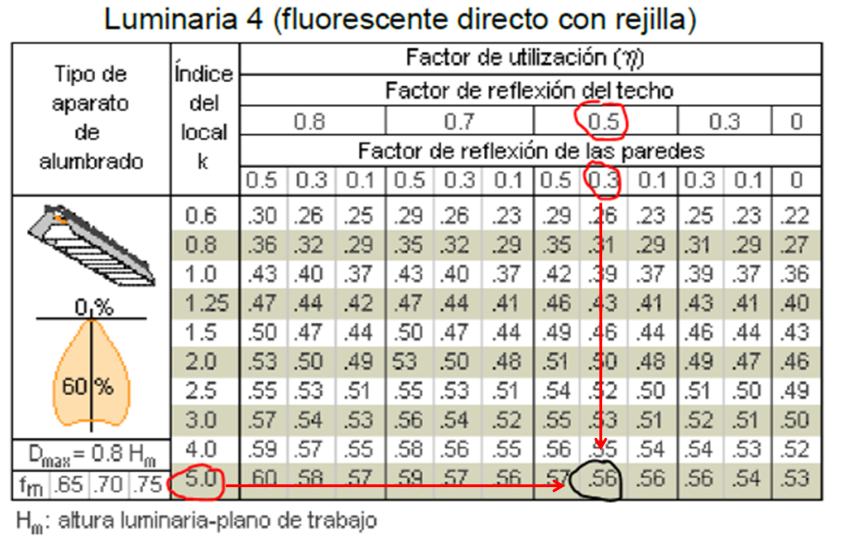 Luminaria 4 (fluorescente directo con rejilla)
Tipo de aparato de alumbrado
Índice del local k
Factor de utilización (η)
Factor de reflexión del techo
0.8 0.7 0.5 0.3 0
Factor de reflexión de las paredes
0.5 0.3 0.1 0.5 0.3 0.1 0.5 0.3 0.1 0.3 0.1 0
0.6 .30 .26 .25 .29 .26 .23 .29 .26 .23 .25 .23 .22
0.8 .36 .32 .29 .35 .32 .29 .35 .31 .29 .31 .29 .27
1.0 .43 .40 .37 .43 .40 .37 .42 .39 .37 .39 .37 .36
0 %
1.25 .47 .44 .42 .47 .44 .41 .46 .43 .41 .43 .41 .40
1.5 .50 .47 .44 .50 .47 .44 .49 .46 .44 .46 .44 .43
2.0 .53 .50 .49 53 .50 .48 .51 .50 .48 .49 .47 .46
60 %
2.5 .55 .53 .51 .55 .53 .51 .54 .52 .50 .51 .50 .49
3.0 .57 .54 .53 .56 .54 .52 .55 .53 .51 .52 .51 .50
Dmax = 0.8 Hm
4.0 .59 .57 .55 .58 .56 .55 .56 .55 .54 .54 .53 .52
fm .65 .70 .75
5.0 .60 .58 .57 .59 .57 .56 .57 .56 .56 .56 .54 .53
Hm: altura luminaria-plano de trabajo